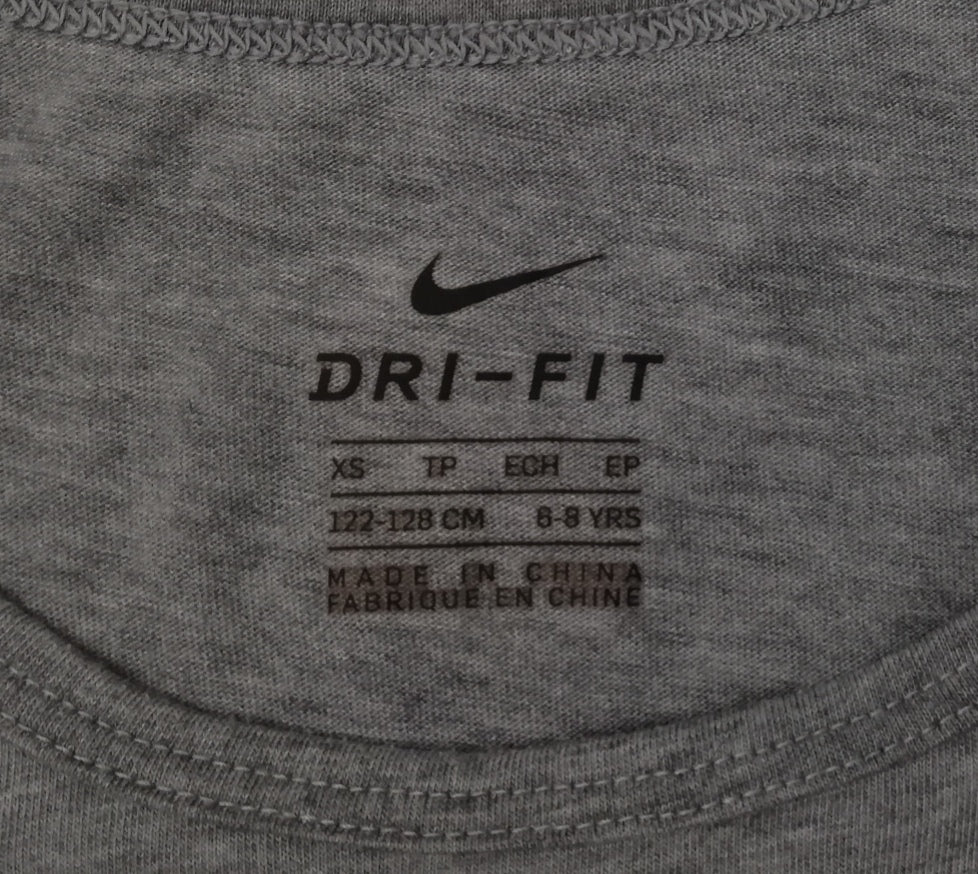 DRI-FIT
XS TP ECH EP
122-128 CM 6-8 YRS
MADE IN CHINA
FABRIQUE EN CHINE